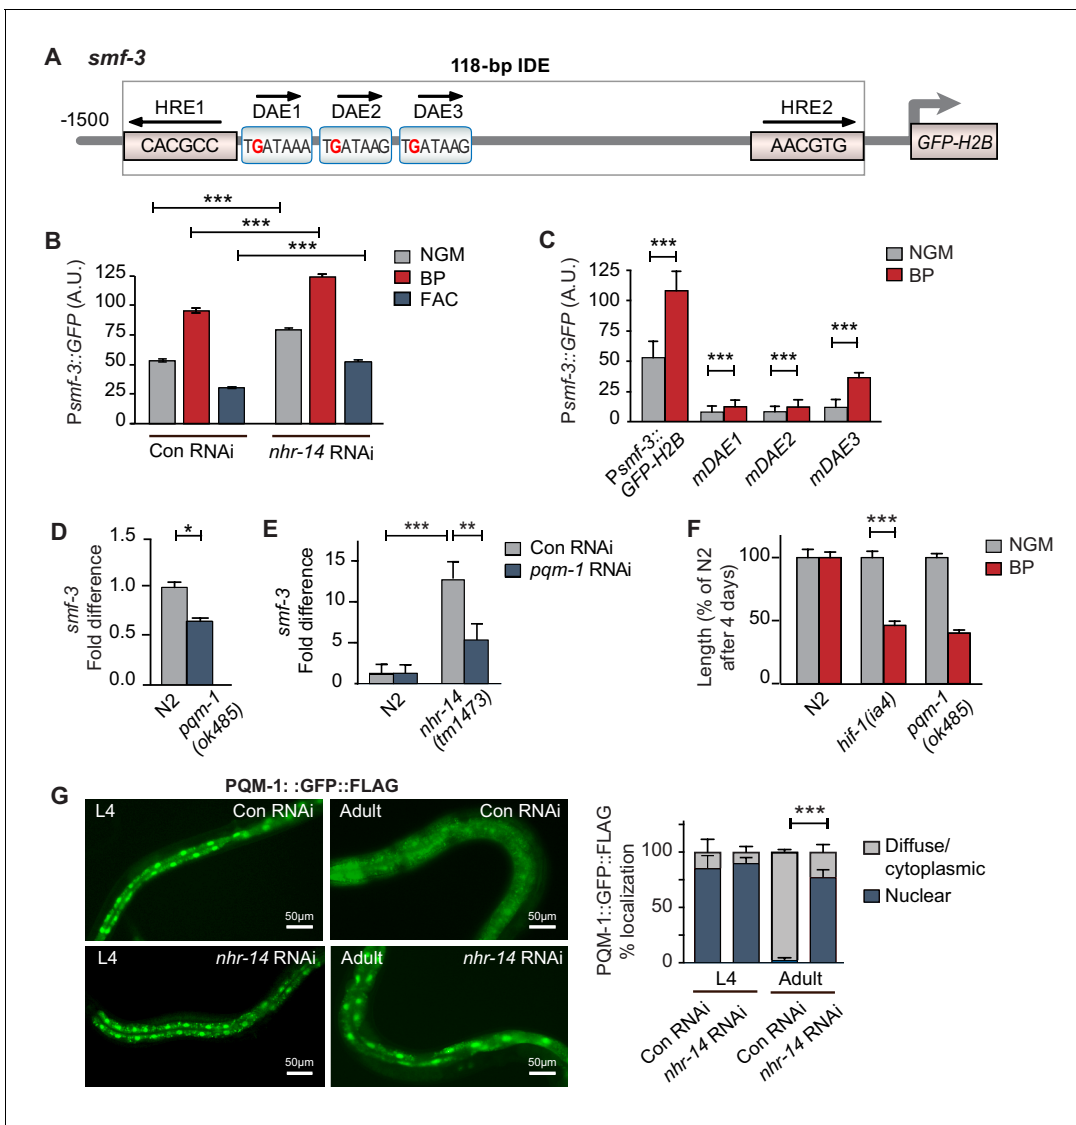 A smf-3
118-bp IDE
-1500
HRE1 DAE1 DAE2 DAE3 HRE2
CACGCC TGATAAA TGATAAG TGATAAG AACGTG GFP-H2B
B
***
***
***
NGM
BP
FAC
Psmf-3::GFP (A.U.)
125
100
75
50
25
0
Con RNAi nhr-14 RNAi
C
NGM
BP
***
***
***
***
Psmf-3::GFP (A.U.)
125
100
75
50
25
0
Psmf-3::
GFP-H2B
mDAE1
mDAE2
mDAE3
D
*
smf-3
Fold difference
1.5
1.0
0.5
0.0
N2
pqm-1
(ok485)
E
*** **
Con RNAi
pqm-1 RNAi
smf-3
Fold difference
15
10
5
0
N2
nhr-14
(tm1473)
F
***
NGM
BP
Length (% of N2
after 4 days)
100
50
0
N2
hif-1(ia4)
pqm-1
(ok485)
G
PQM-1: :GFP::FLAG
L4 Con RNAi
50µm
Adult Con RNAi
50µm
L4 nhr-14 RNAi
50µm
Adult nhr-14 RNAi
50µm
***
PQM-1::GFP::FLAG
% localization
100
50
0
Diffuse/
cytoplasmic
Nuclear
L4 Adult
Con RNAi
nhr-14 RNAi
Con RNAi
nhr-14 RNAi